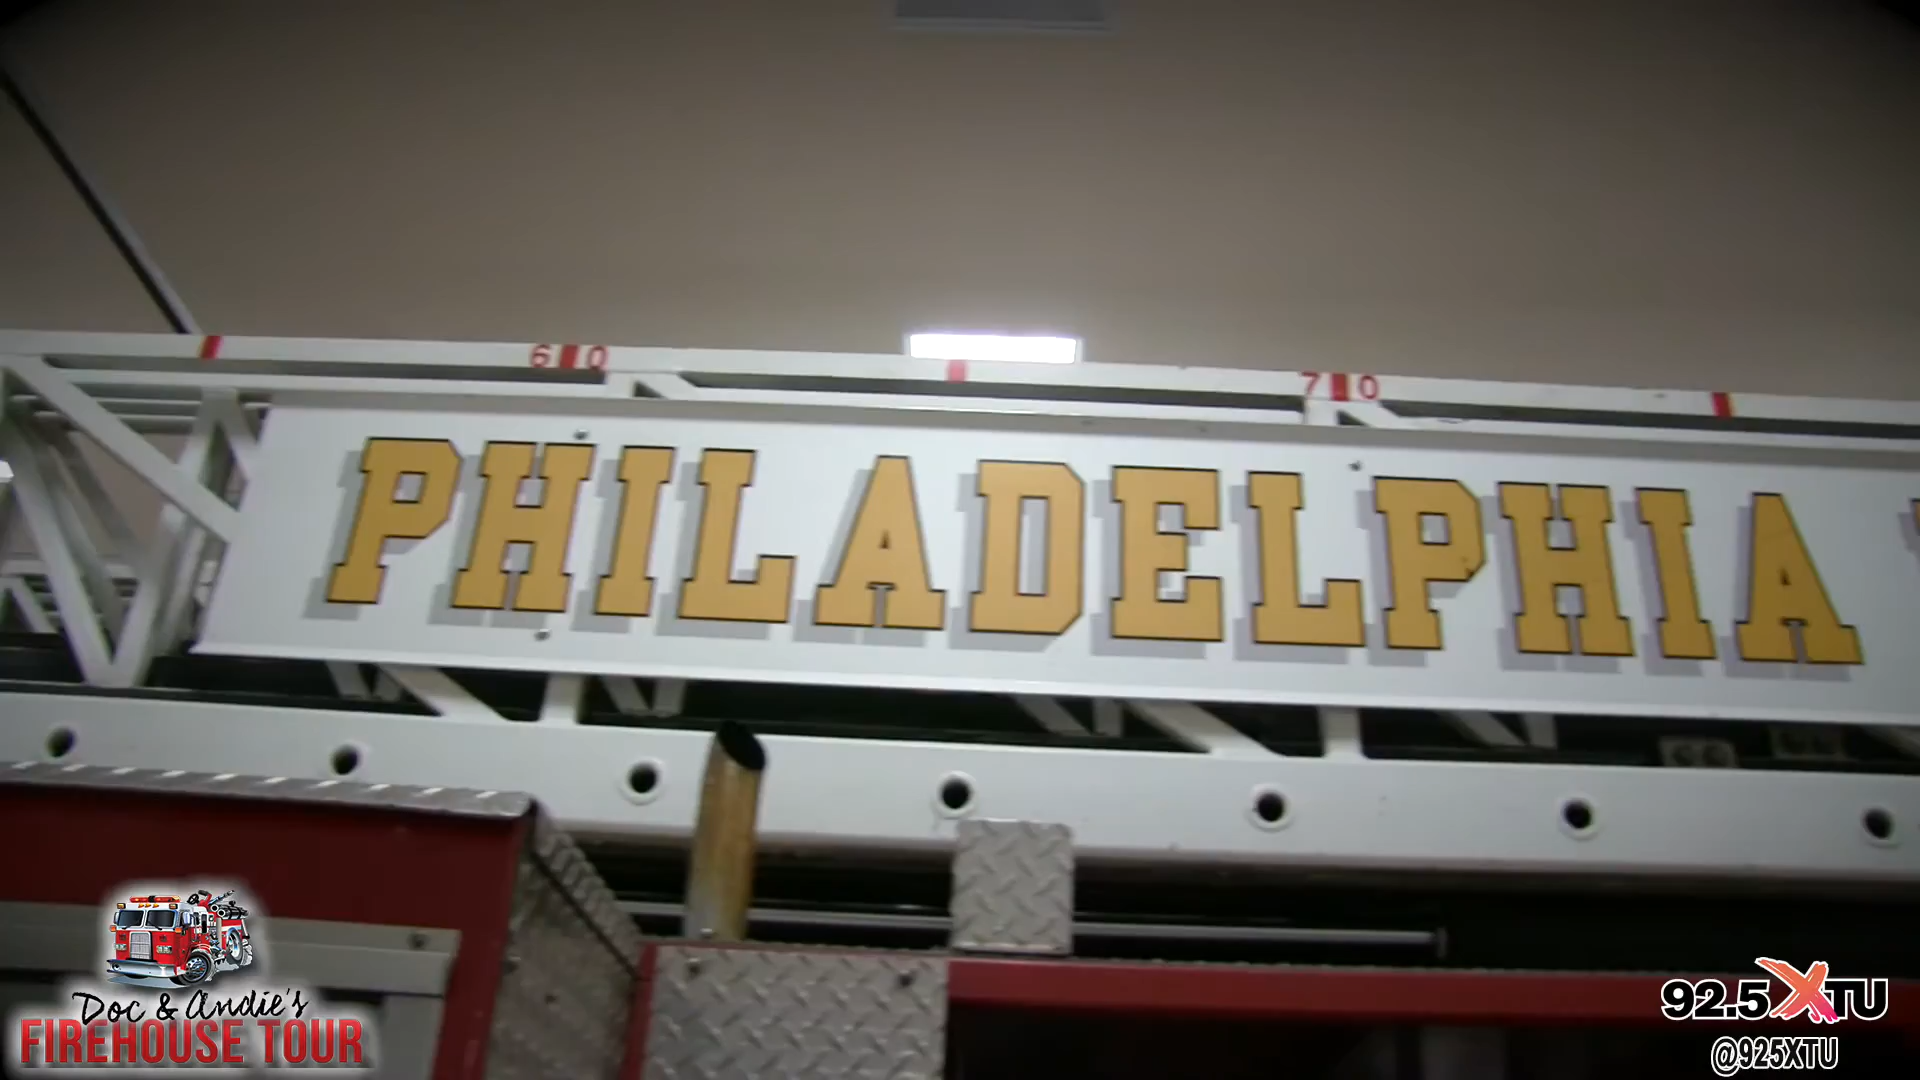 60 70
PHILADELPHIA
Doc & Andie's
FIREHOUSE TOUR
92.5 XTU
@925XTU